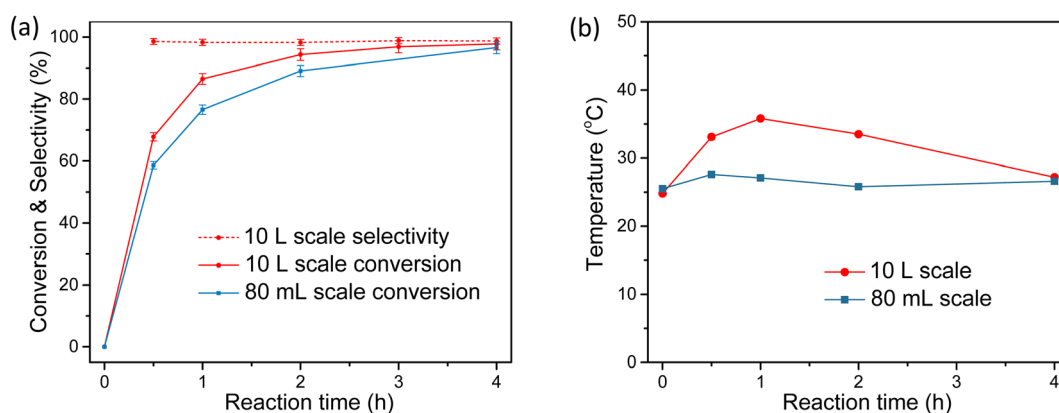 (a)
Conversion & Selectivity (%)
100
80
60
40
20
0
10 L scale selectivity
10 L scale conversion
80 mL scale conversion
0 1 2 3 4
Reaction time (h)
(b)
Temperature (°C)
50
40
30
20
10
0
10 L scale
80 mL scale
0 1 2 3 4
Reaction time (h)